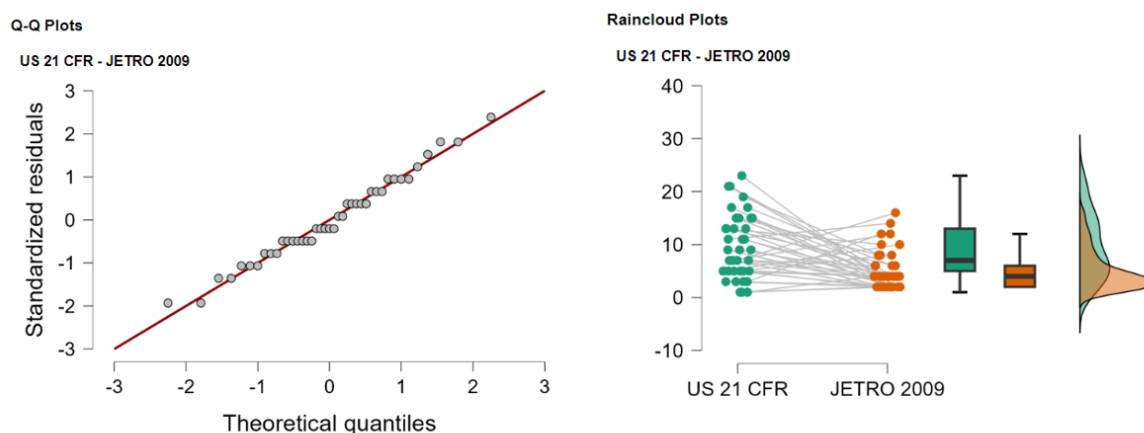 Q-Q Plots
US 21 CFR - JETRO 2009
3
2
1
0
-1
-2
-3
Standardized residuals
-3 -2 -1 0 1 2 3
Theoretical quantiles
Raincloud Plots
US 21 CFR - JETRO 2009
40
30
20
10
0
-10
US 21 CFR JETRO 2009